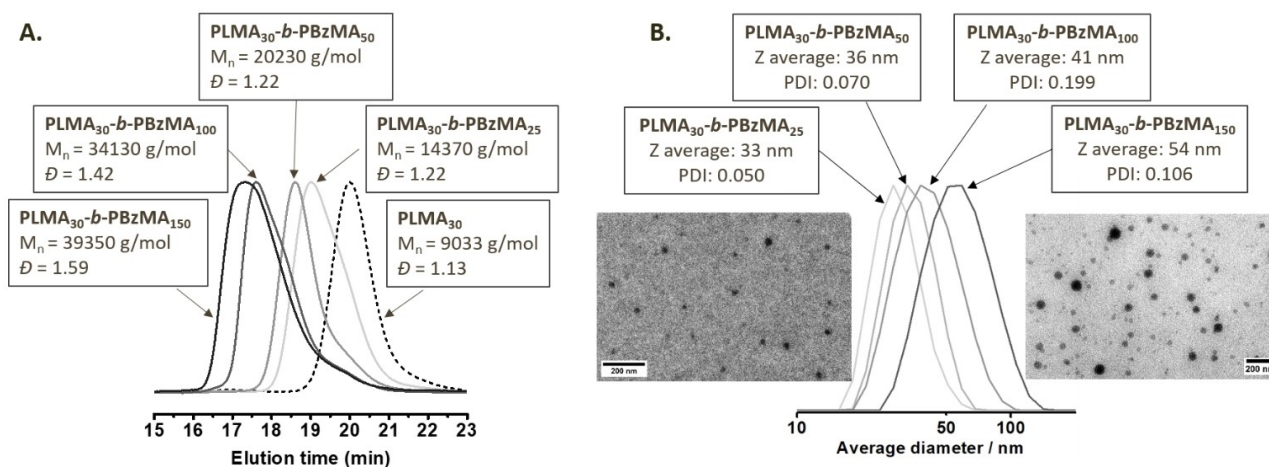 A.
PLMA₃₀-b-PBzMA₅₀
Mₙ = 20230 g/mol
Đ = 1.22
PLMA₃₀-b-PBzMA₁₀₀
Mₙ = 34130 g/mol
Đ = 1.42
PLMA₃₀-b-PBzMA₂₅
Mₙ = 14370 g/mol
Đ = 1.22
PLMA₃₀-b-PBzMA₁₅₀
Mₙ = 39350 g/mol
Đ = 1.59
PLMA₃₀
Mₙ = 9033 g/mol
Đ = 1.13
15 16 17 18 19 20 21 22 23
Elution time (min)
B.
PLMA₃₀-b-PBzMA₅₀
Z average: 36 nm
PDI: 0.070
PLMA₃₀-b-PBzMA₁₀₀
Z average: 41 nm
PDI: 0.199
PLMA₃₀-b-PBzMA₂₅
Z average: 33 nm
PDI: 0.050
PLMA₃₀-b-PBzMA₁₅₀
Z average: 54 nm
PDI: 0.106
200 nm
200 nm
10 50 100
Average diameter / nm